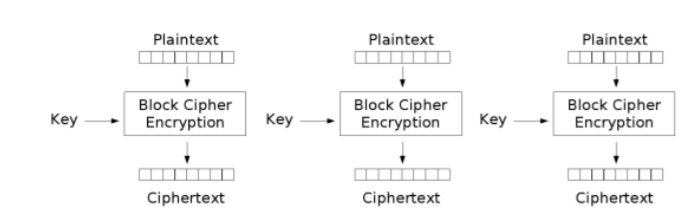 Plaintext Plaintext Plaintext
Key Block Cipher Encryption Key Block Cipher Encryption Key Block Cipher Encryption
Ciphertext Ciphertext Ciphertext